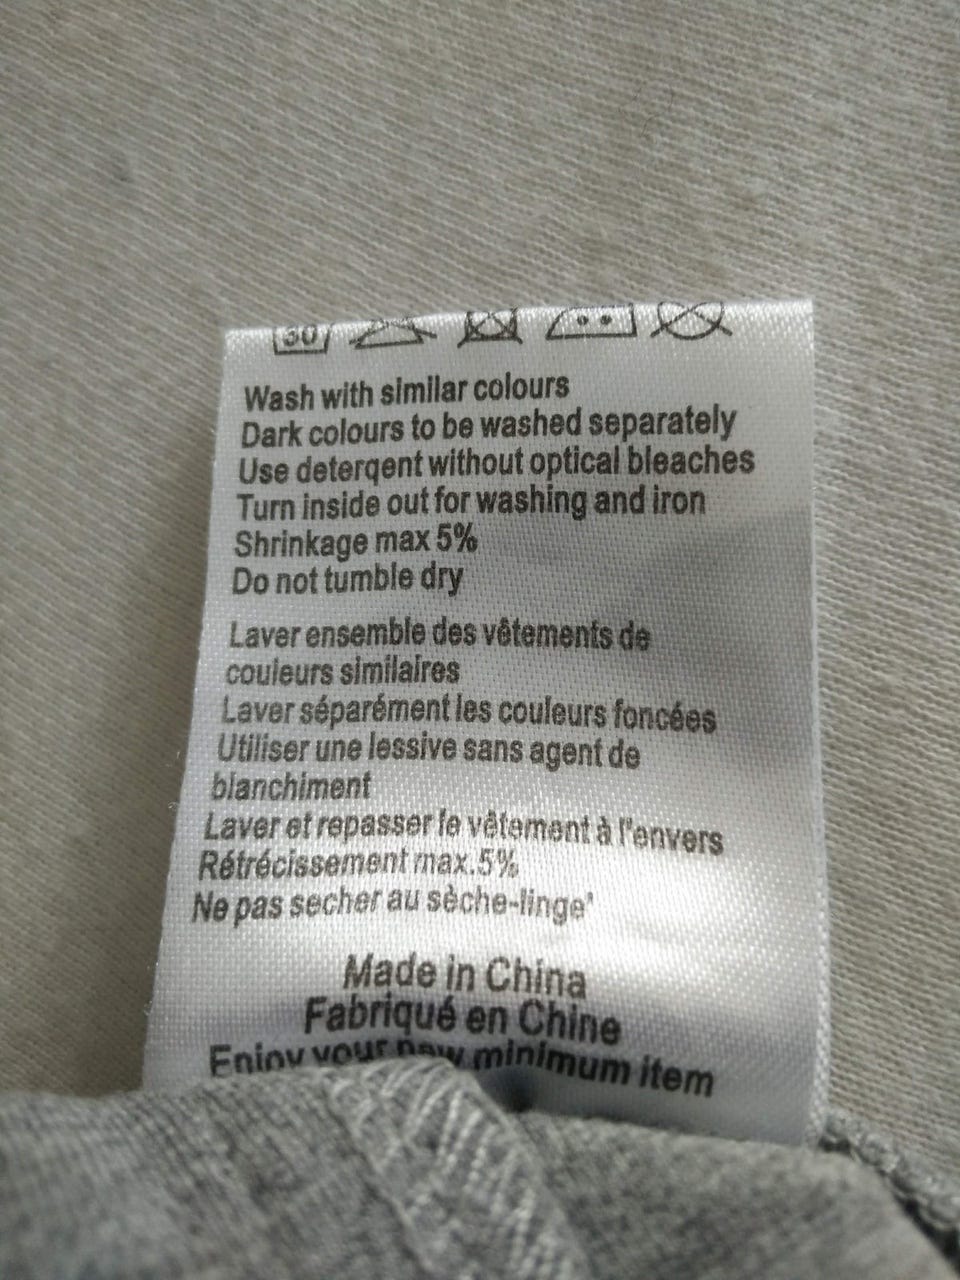 30
Wash with similar colours
Dark colours to be washed separately
Use deterqent without optical bleaches
Turn inside out for washing and iron
Shrinkage max 5%
Do not tumble dry
Laver ensemble des vêtements de
couleurs similaires
Laver séparément les couleurs foncées
Utiliser une lessive sans agent de
blanchiment
Laver et repasser le vêtement à l'envers
Rétrécissement max.5%
Ne pas secher au sèche-linge'
Made in China
Fabriqué en Chine
Enjoy your new minimum item